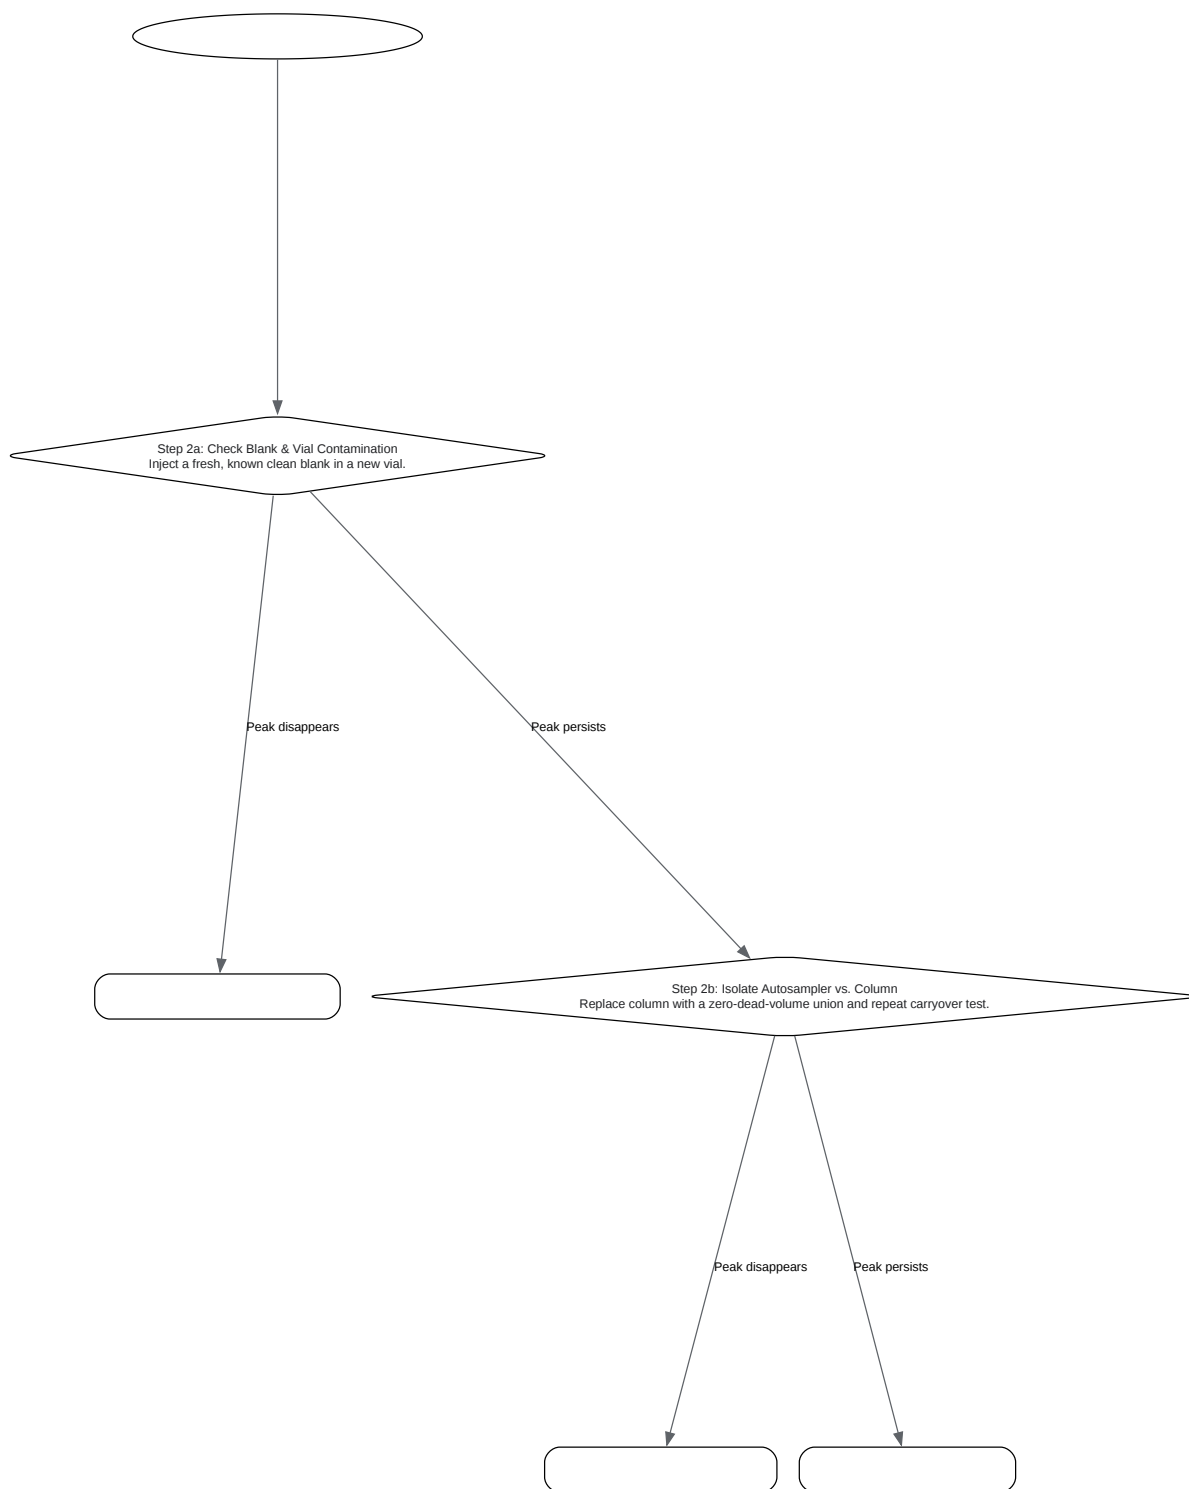 Step 2a: Check Blank & Vial Contamination
Inject a fresh, known clean blank in a new vial.
Peak disappears
Peak persists
Step 2b: Isolate Autosampler vs. Column
Replace column with a zero-dead-volume union and repeat carryover test.
Peak disappears
Peak persists